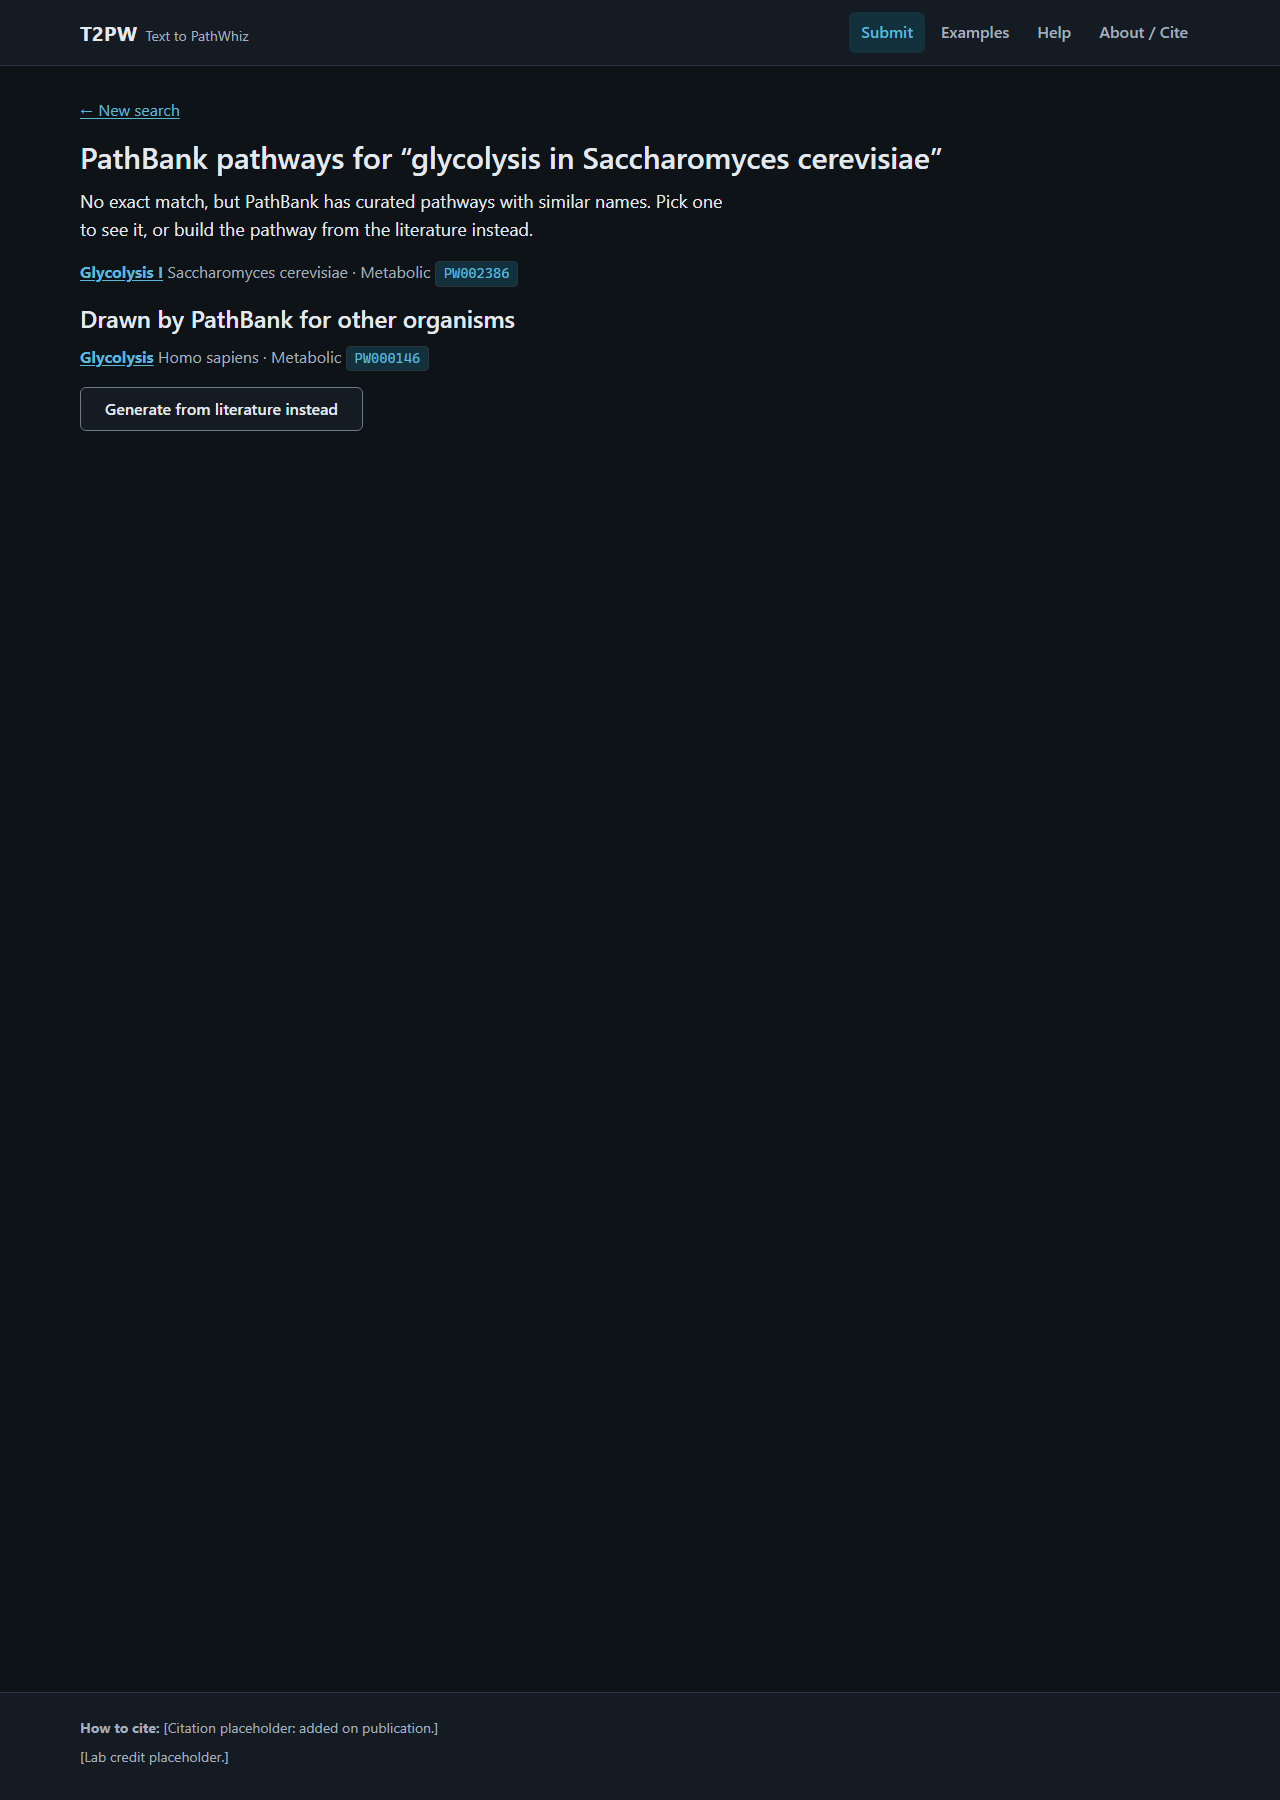 T2PW Text to PathWhiz
Submit
Examples
Help
About / Cite
← New search
PathBank pathways for “glycolysis in Saccharomyces cerevisiae”
No exact match, but PathBank has curated pathways with similar names. Pick one
to see it, or build the pathway from the literature instead.
Glycolysis I Saccharomyces cerevisiae · Metabolic PW002386
Drawn by PathBank for other organisms
Glycolysis Homo sapiens · Metabolic PW000146
Generate from literature instead
How to cite: [Citation placeholder: added on publication.]
[Lab credit placeholder.]